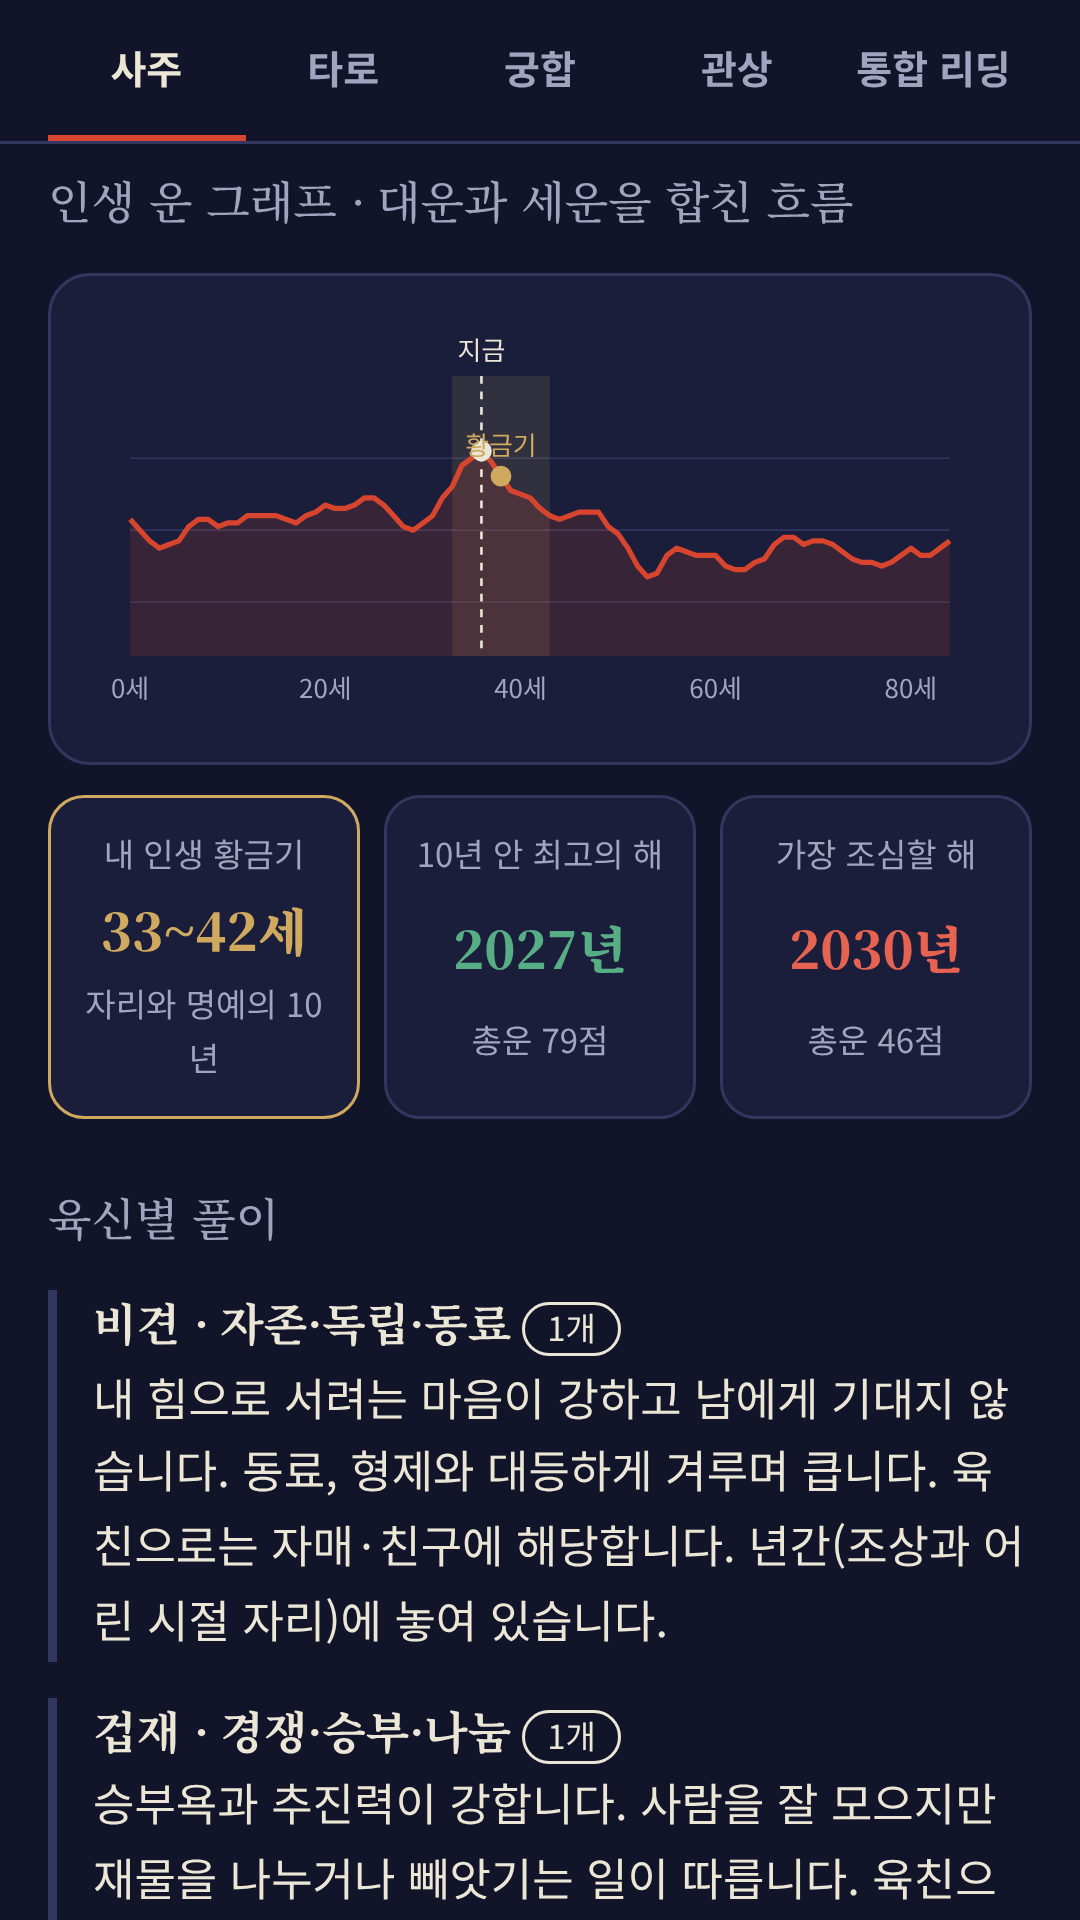 사주 타로 궁합 관상 통합 리딩
인생 운 그래프 · 대운과 세운을 합친 흐름
지금
황금기
0세 20세 40세 60세 80세
내 인생 황금기
33~42세
자리와 명예의 10
년
10년 안 최고의 해
2027년
총운 79점
가장 조심할 해
2030년
총운 46점
육신별 풀이
비견 · 자존·독립·동료 1개
내 힘으로 서려는 마음이 강하고 남에게 기대지 않
습니다. 동료, 형제와 대등하게 겨루며 큽니다. 육
친으로는 자매·친구에 해당합니다. 년간(조상과 어
린 시절 자리)에 놓여 있습니다.
겁재 · 경쟁·승부·나눔 1개
승부욕과 추진력이 강합니다. 사람을 잘 모으지만
재물을 나누거나 빼앗기는 일이 따릅니다. 육친으